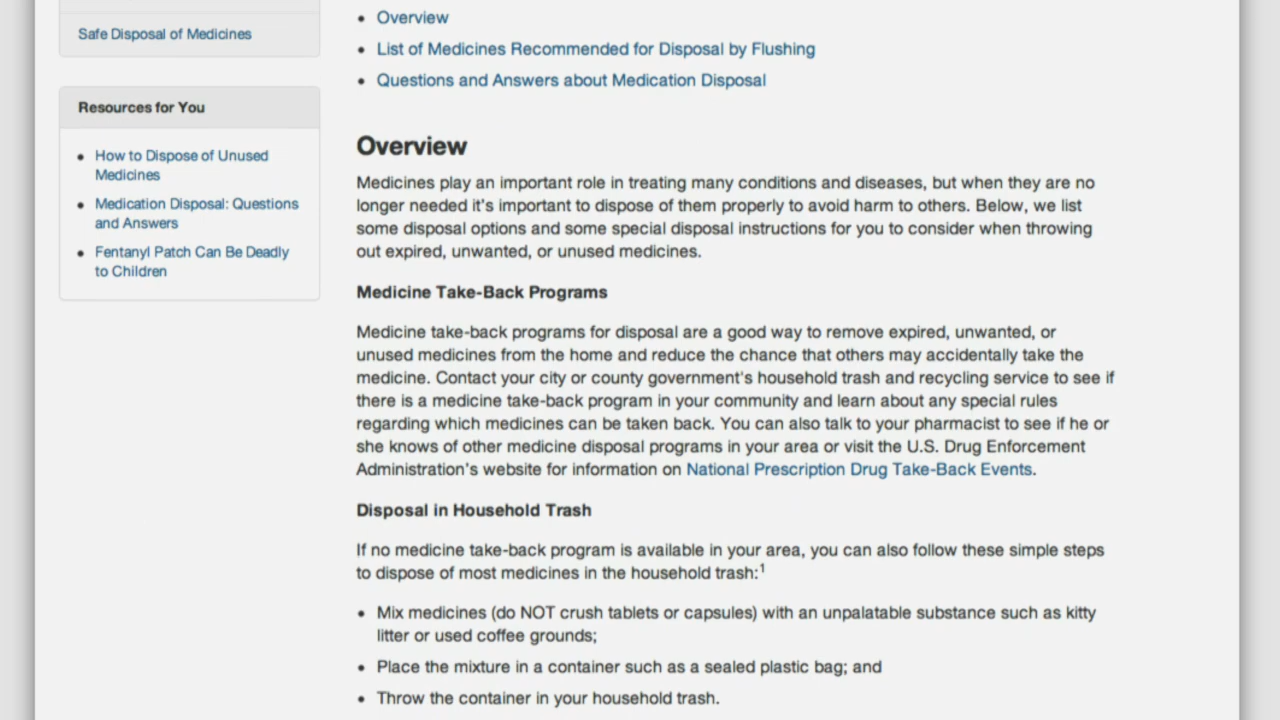 Safe Disposal of Medicines
Resources for You
How to Dispose of Unused
Medicines
Medication Disposal: Questions
and Answers
Fentanyl Patch Can Be Deadly
to Children
Overview
List of Medicines Recommended for Disposal by Flushing
Questions and Answers about Medication Disposal
Overview
Medicines play an important role in treating many conditions and diseases, but when they are no
longer needed it's important to dispose of them properly to avoid harm to others. Below, we list
some disposal options and some special disposal instructions for you to consider when throwing
out expired, unwanted, or unused medicines.
Medicine Take-Back Programs
Medicine take-back programs for disposal are a good way to remove expired, unwanted, or
unused medicines from the home and reduce the chance that others may accidentally take the
medicine. Contact your city or county government's household trash and recycling service to see if
there is a medicine take-back program in your community and learn about any special rules
regarding which medicines can be taken back. You can also talk to your pharmacist to see if he or
she knows of other medicine disposal programs in your area or visit the U.S. Drug Enforcement
Administration's website for information on National Prescription Drug Take-Back Events.
Disposal in Household Trash
If no medicine take-back program is available in your area, you can also follow these simple steps
to dispose of most medicines in the household trash:¹
Mix medicines (do NOT crush tablets or capsules) with an unpalatable substance such as kitty
litter or used coffee grounds;
Place the mixture in a container such as a sealed plastic bag; and
Throw the container in your household trash.